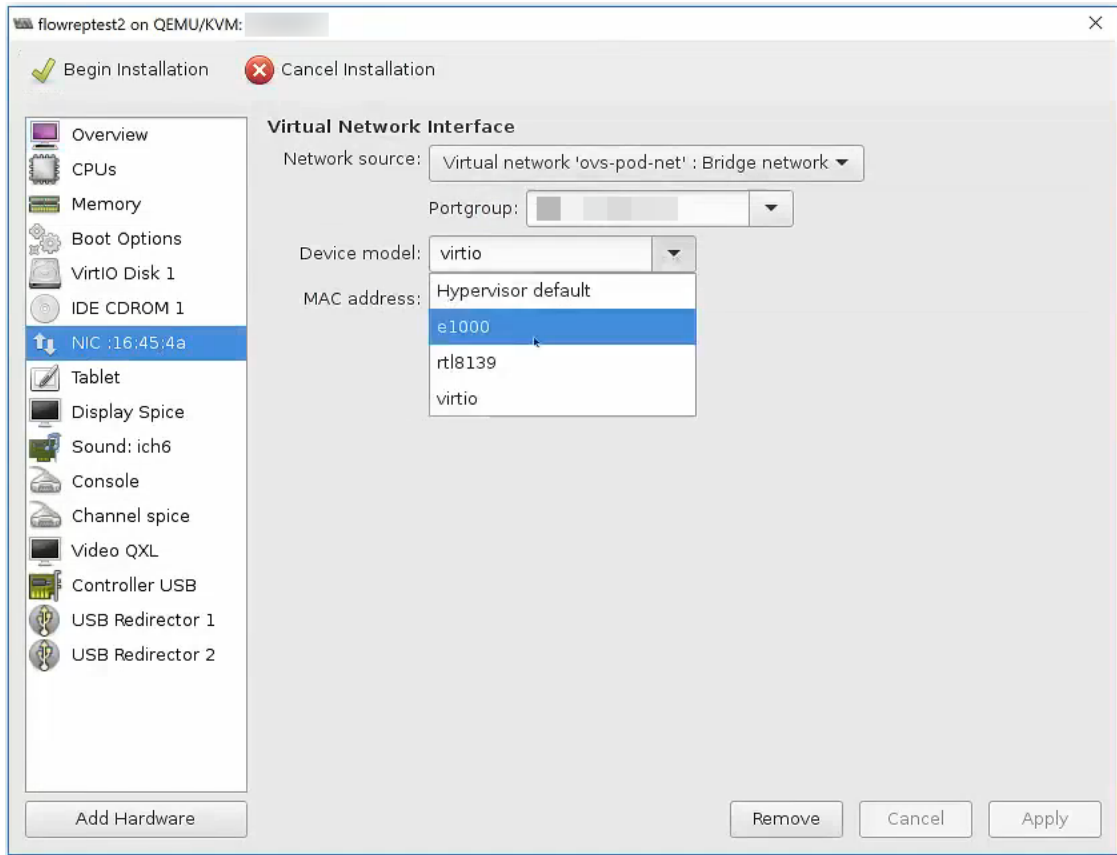 flowreptest2 on QEMU/KVM:
Begin Installation Cancel Installation
Overview
CPUs
Memory
Boot Options
VirtIO Disk 1
IDE CDROM 1
NIC :16:45:4a
Tablet
Display Spice
Sound: ich6
Console
Channel spice
Video QXL
Controller USB
USB Redirector 1
USB Redirector 2
Add Hardware
Virtual Network Interface
Network source: Virtual network 'ovs-pod-net' : Bridge network
Portgroup:
Device model: virtio
Hypervisor default
MAC address:
e1000
rtl8139
virtio
Remove Cancel Apply